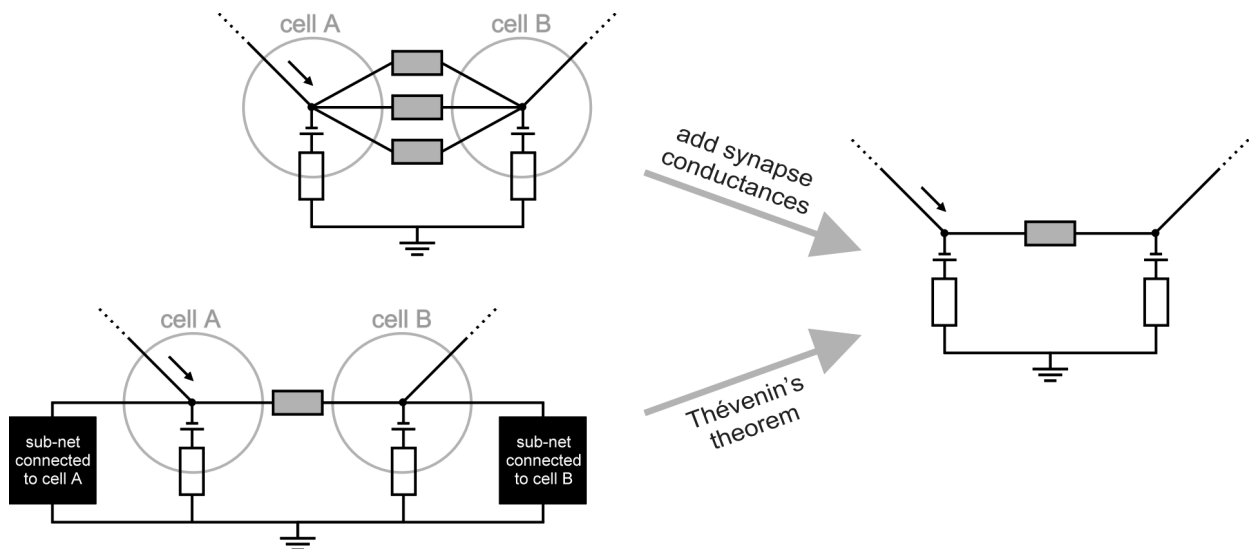 cell A
cell B
add synapse
conductances
cell A
cell B
sub-net
connected
to cell A
sub-net
connected
to cell B
Thévenin's
theorem